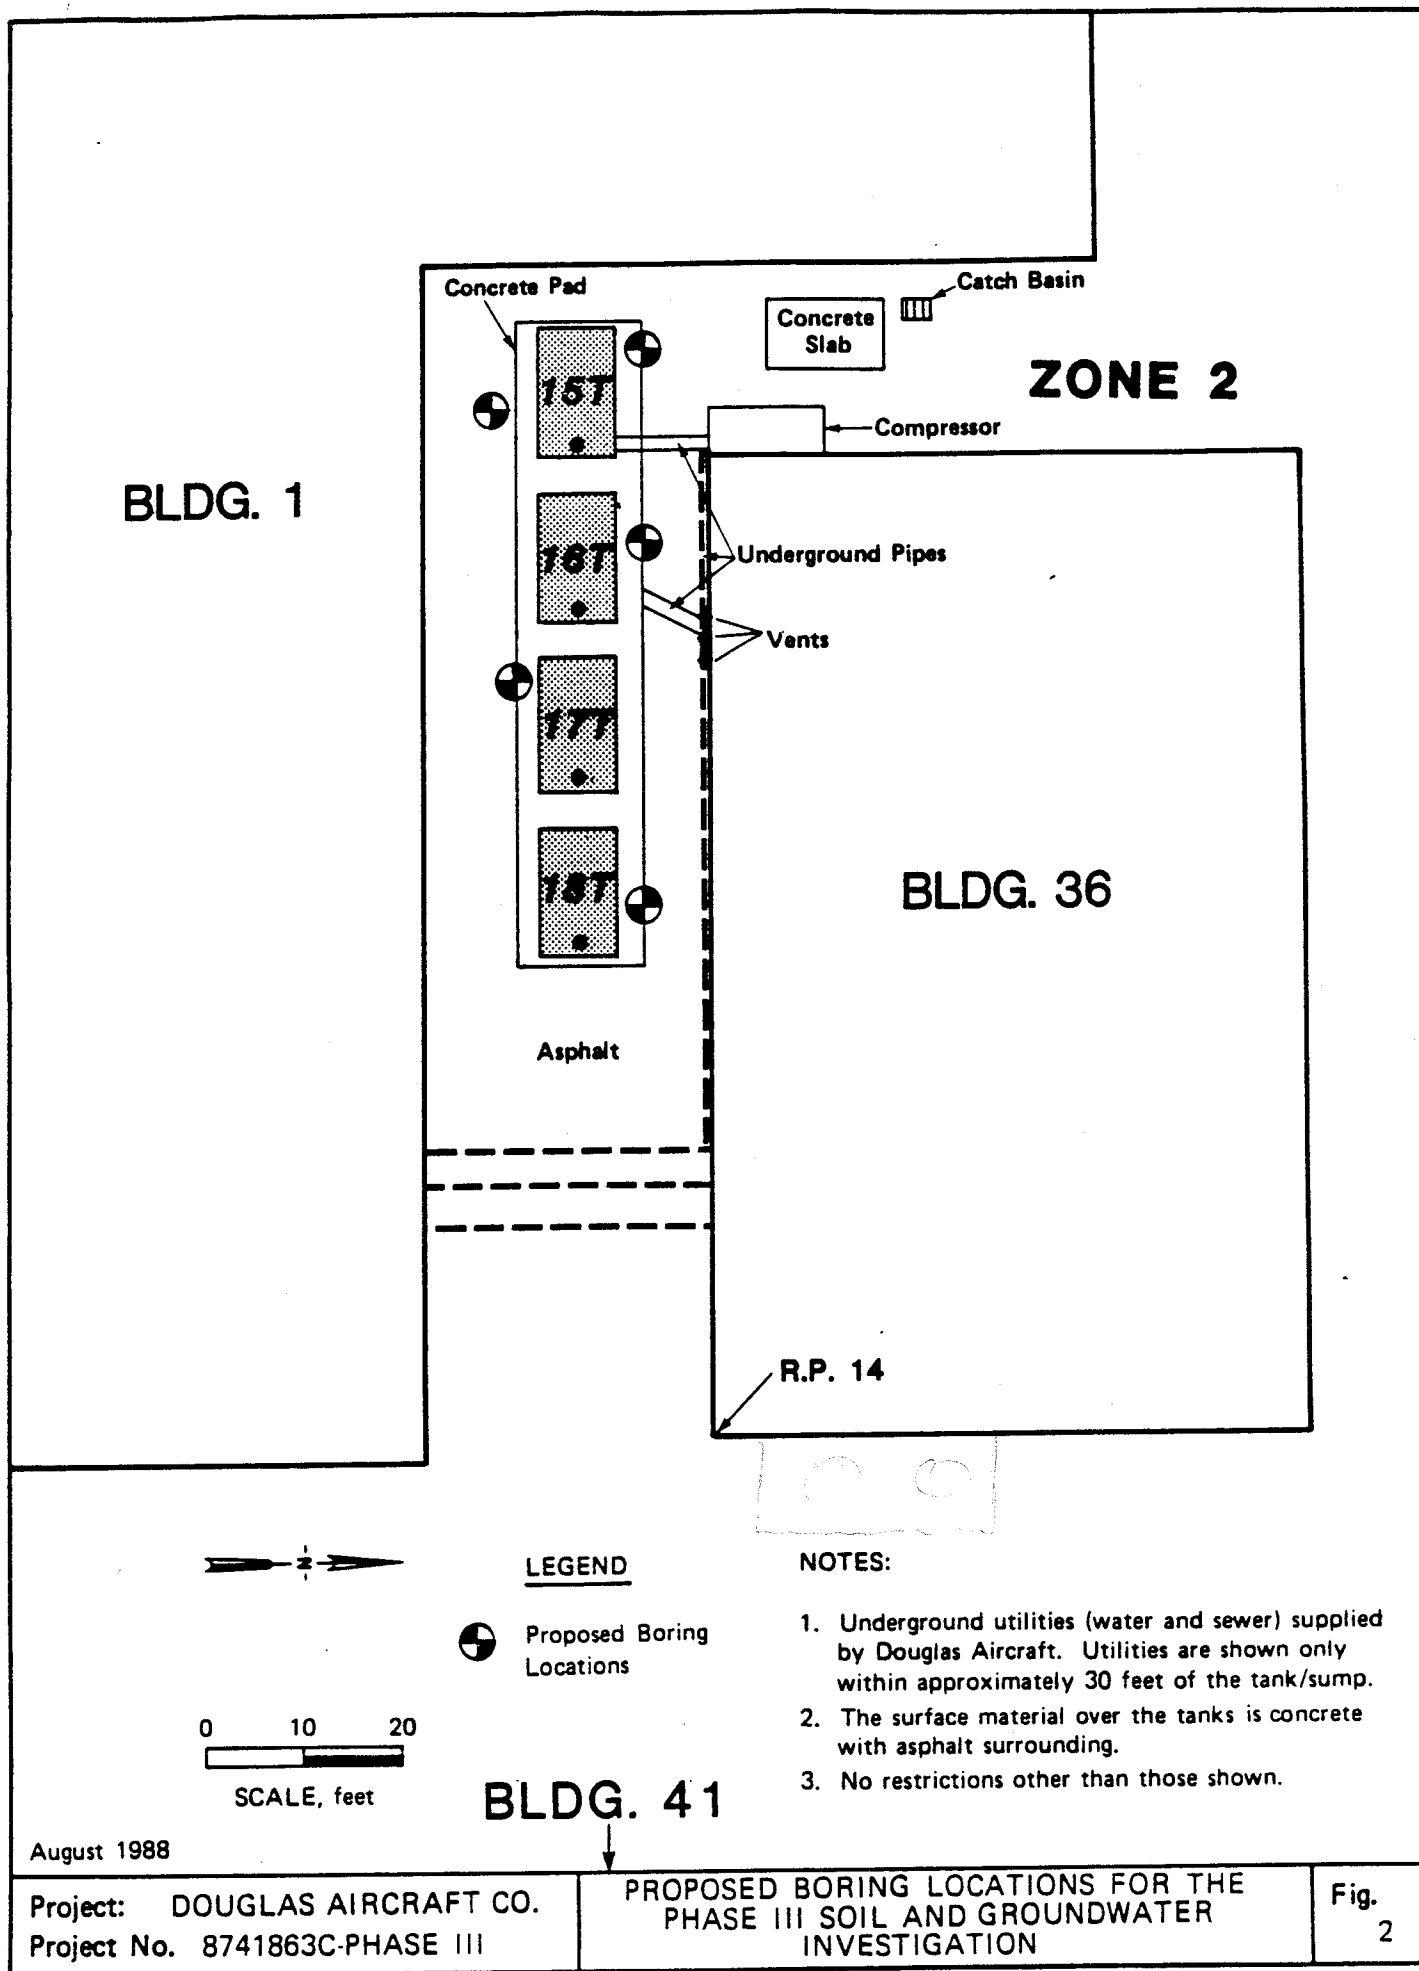 Concrete Pad
Catch Basin
Concrete
Slab
ZONE 2
15T
Compressor
BLDG. 1
16T
Underground Pipes
Vents
17T
18T
BLDG. 36
Asphalt
R.P. 14
N
LEGEND
Proposed Boring
Locations
NOTES:
1. Underground utilities (water and sewer) supplied
by Douglas Aircraft. Utilities are shown only
within approximately 30 feet of the tank/sump.
2. The surface material over the tanks is concrete
with asphalt surrounding.
3. No restrictions other than those shown.
0 10 20
SCALE, feet
BLDG. 41
August 1988
Project: DOUGLAS AIRCRAFT CO.
Project No. 8741863C-PHASE III
PROPOSED BORING LOCATIONS FOR THE
PHASE III SOIL AND GROUNDWATER
INVESTIGATION
Fig.
2